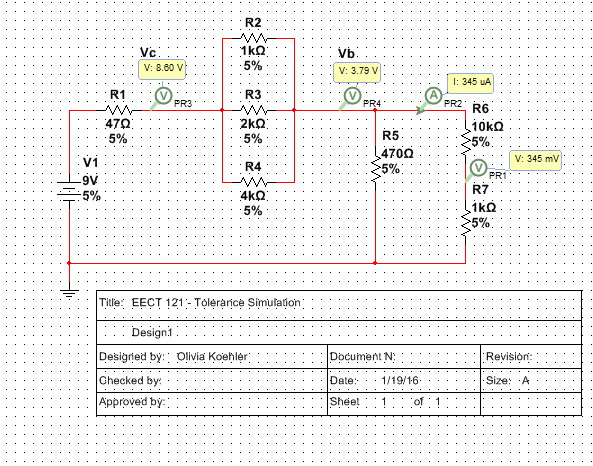 R2
1kΩ
5%
Vc
V: 8.60 V
PR3
R1
47Ω
5%
R3
2kΩ
5%
R4
4kΩ
5%
Vb
V: 3.79 V
PR4
I: 345 uA
PR2
R6
10kΩ
5%
R5
470Ω
5%
V: 345 mV
PR1
R7
1kΩ
5%
V1
9V
5%
V
V
A
V
Title: EECT 121 - Tolerance Simulation
Design1
Designed by: Olivia Koehler Document N: Revision:
Checked by: Date: 1/19/16 Size: A
Approved by: Sheet 1 of 1